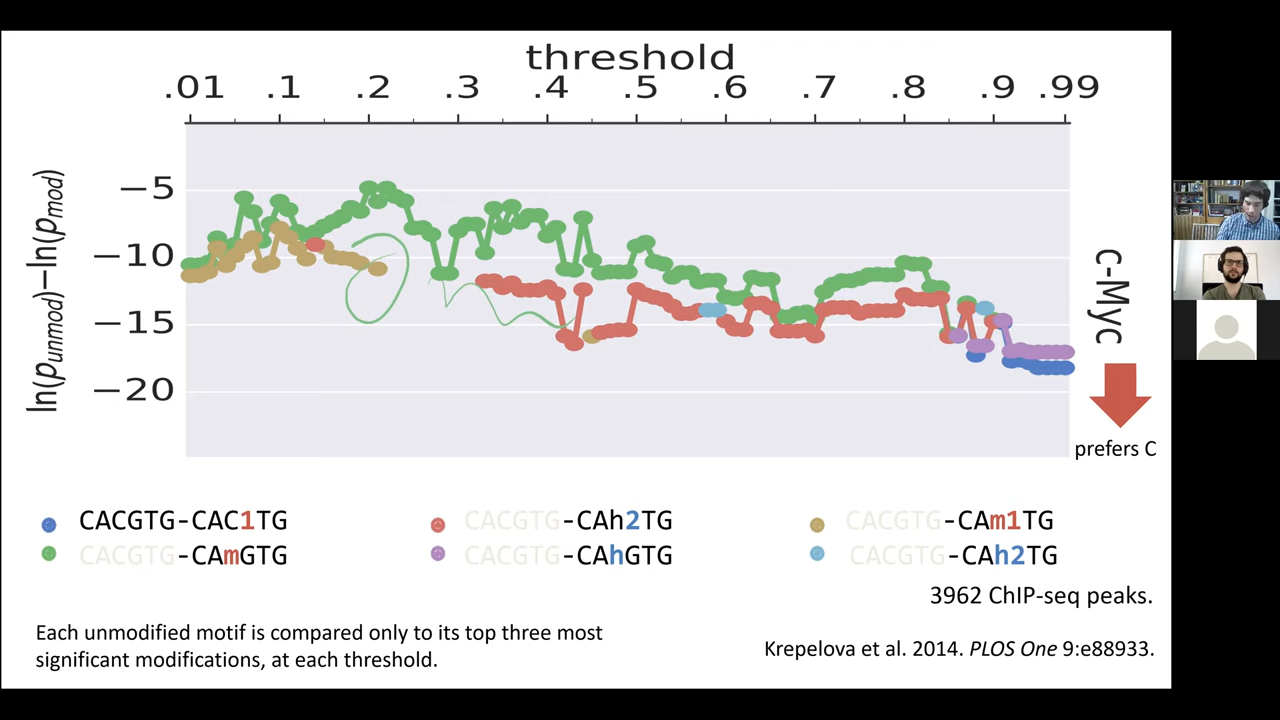 threshold
.01 .1 .2 .3 .4 .5 .6 .7 .8 .9 .99
ln(punmod)−ln(pmod)
−5
−10
−15
−20
c-Myc
prefers C
CACGTG-CAC1TG
CACGTG-CAh2TG
CACGTG-CAm1TG
CACGTG-CAmGTG
CACGTG-CAhGTG
CACGTG-CAh2TG
3962 ChIP-seq peaks.
Each unmodified motif is compared only to its top three most
significant modifications, at each threshold.
Krepelova et al. 2014. PLOS One 9:e88933.